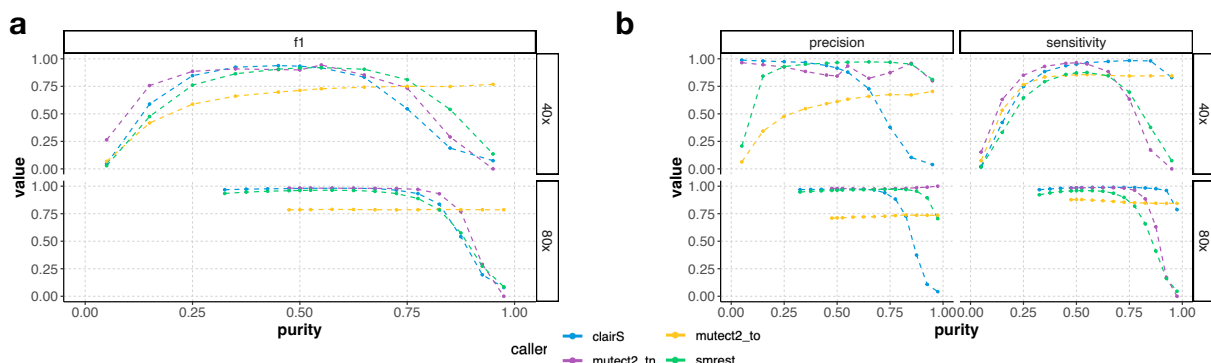 a
f1
value
1.00
0.75
0.50
0.25
0.00
40x
1.00
0.75
0.50
0.25
0.00
80x
0.00 0.25 0.50 0.75 1.00
purity
b
precision sensitivity
value
1.00
0.75
0.50
0.25
0.00
40x
1.00
0.75
0.50
0.25
0.00
80x
0.00 0.25 0.50 0.75 1.00 0.00 0.25 0.50 0.75 1.00
purity
caller
clairS mutect2_to
mutect2_tn smrest